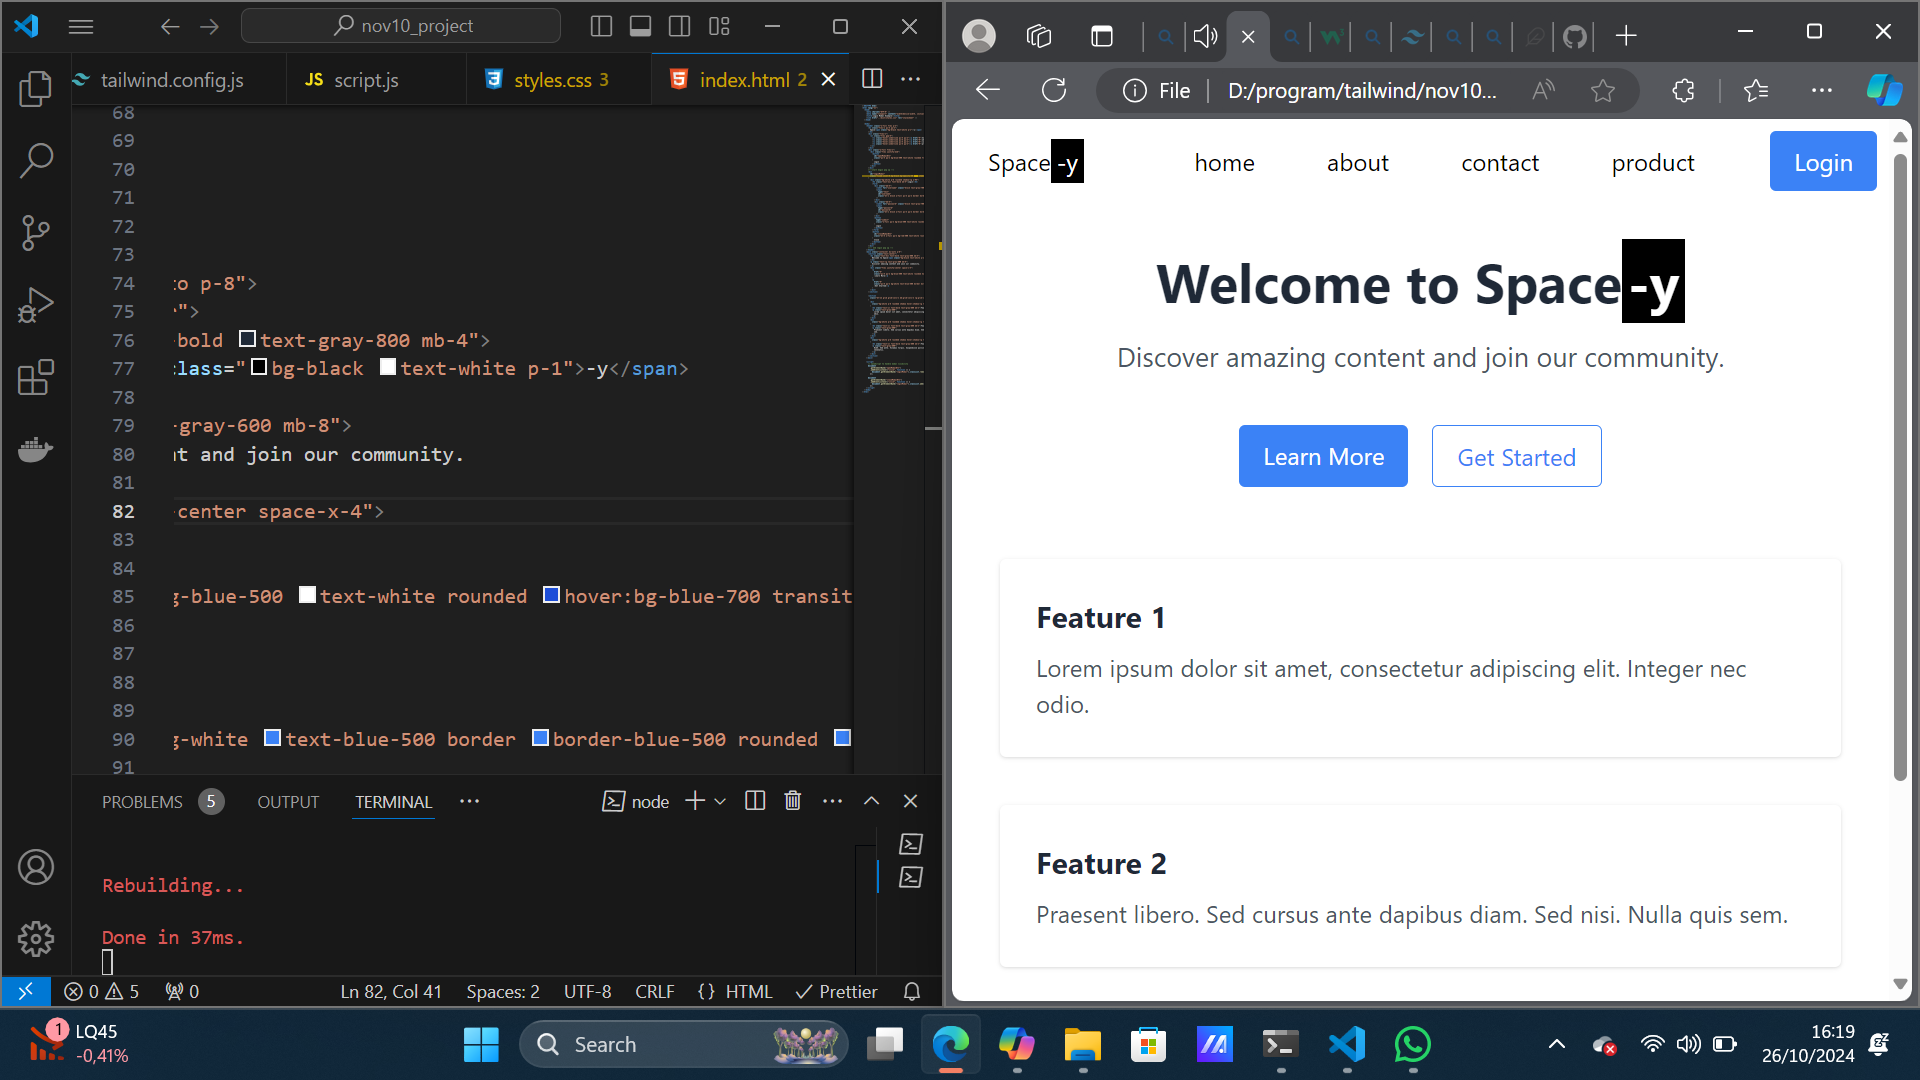 nov10_project
tailwind.config.js
JS script.js
styles.css 3
index.html 2
68
69
70
71
72
73
74 to p-8">
75 ">
76 -bold text-gray-800 mb-4">
77 class="bg-black text-white p-1">-y</span>
78
79 -gray-600 mb-8">
80 nt and join our community.
81
82 -center space-x-4">
83
84
85 g-blue-500 text-white rounded hover:bg-blue-700 transit
86
87
88
89
90 g-white text-blue-500 border border-blue-500 rounded
91
PROBLEMS 5 OUTPUT TERMINAL node
Rebuilding...
Done in 37ms.
0 5 0 Ln 82, Col 41 Spaces: 2 UTF-8 CRLF {} HTML Prettier
File D:/program/tailwind/nov10...
Space-y home about contact product Login
Welcome to Space-y
Discover amazing content and join our community.
Learn More Get Started
Feature 1
Lorem ipsum dolor sit amet, consectetur adipiscing elit. Integer nec
odio.
Feature 2
Praesent libero. Sed cursus ante dapibus diam. Sed nisi. Nulla quis sem.
1
LQ45
-0,41%
Search
16:19
26/10/2024